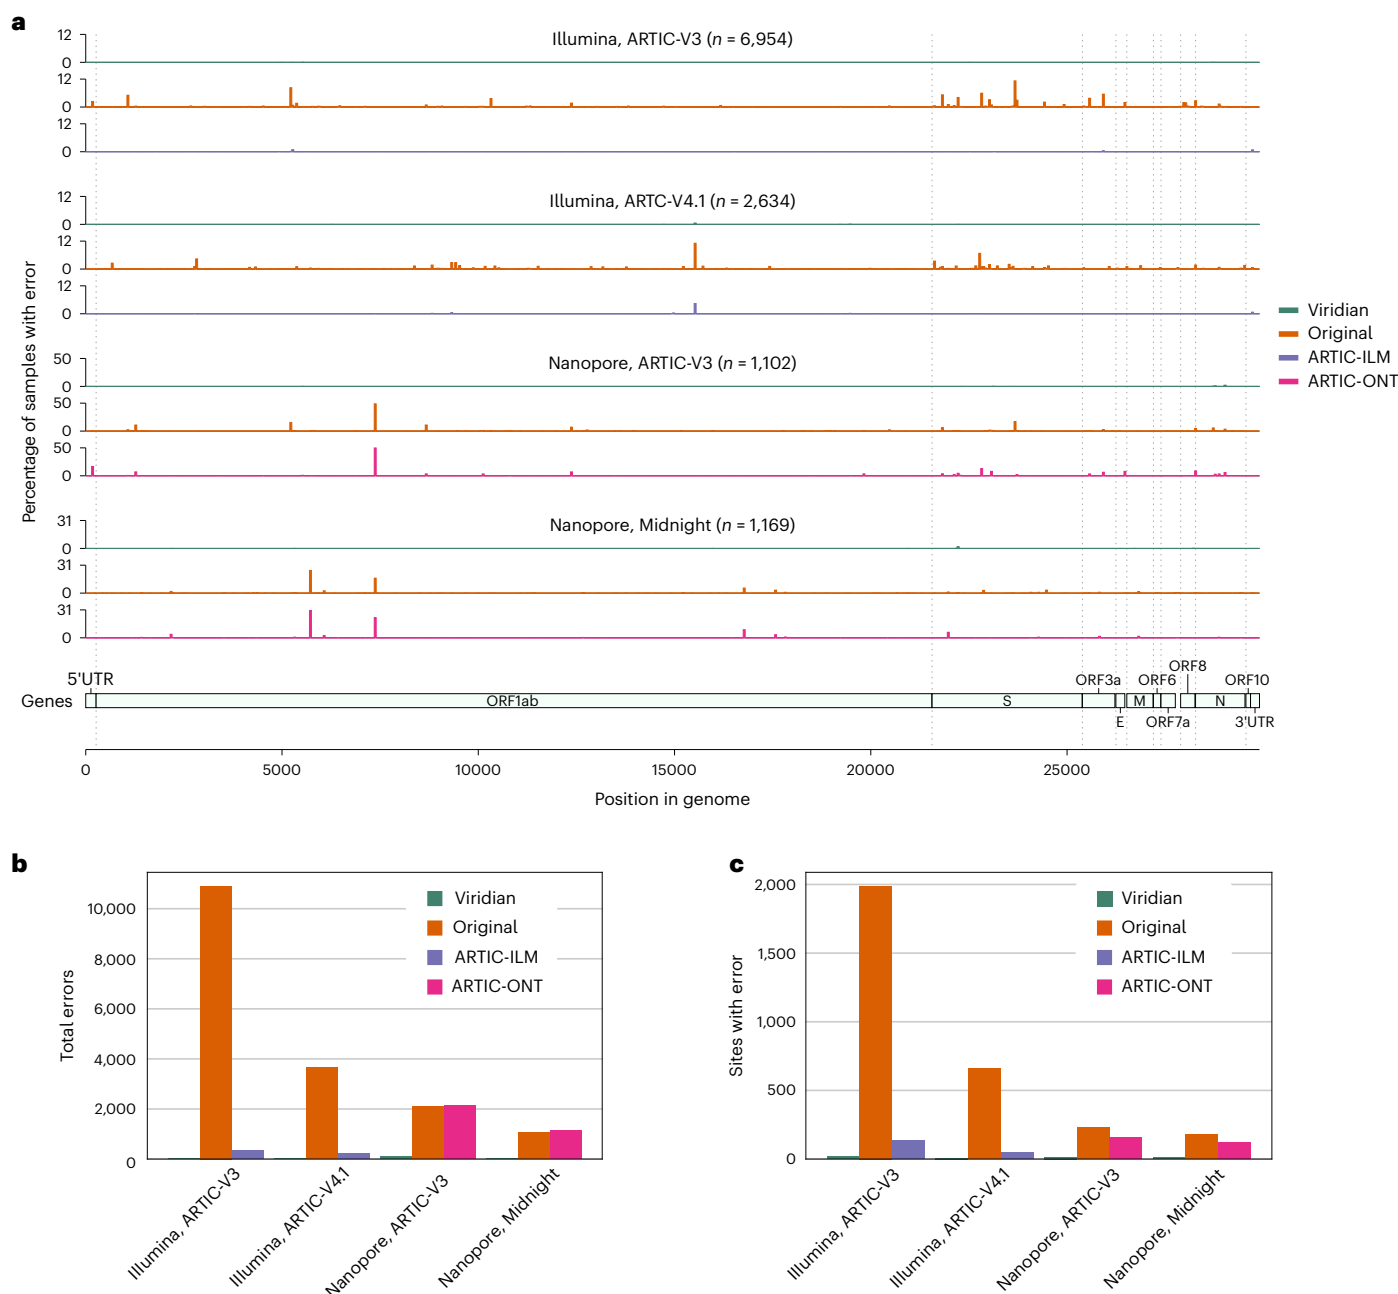 a
Illumina, ARTIC-V3 (n = 6,954)
12
0
12
0
12
0
Illumina, ARTC-V4.1 (n = 2,634)
12
0
12
0
12
0
Nanopore, ARTIC-V3 (n = 1,102)
50
0
50
0
50
0
Nanopore, Midnight (n = 1,169)
31
0
31
0
31
0
Percentage of samples with error
Viridian
Original
ARTIC-ILM
ARTIC-ONT
Genes
5'UTR
ORF1ab
S
ORF3a
E
M
ORF6
ORF7a
ORF8
N
ORF10
3'UTR
0
5000
10000
15000
20000
25000
Position in genome
b
Total errors
10,000
8,000
6,000
4,000
2,000
0
Viridian
Original
ARTIC-ILM
ARTIC-ONT
Illumina, ARTIC-V3
Illumina, ARTIC-V4.1
Nanopore, ARTIC-V3
Nanopore, Midnight
c
Sites with error
2,000
1,500
1,000
500
0
Viridian
Original
ARTIC-ILM
ARTIC-ONT
Illumina, ARTIC-V3
Illumina, ARTIC-V4.1
Nanopore, ARTIC-V3
Nanopore, Midnight